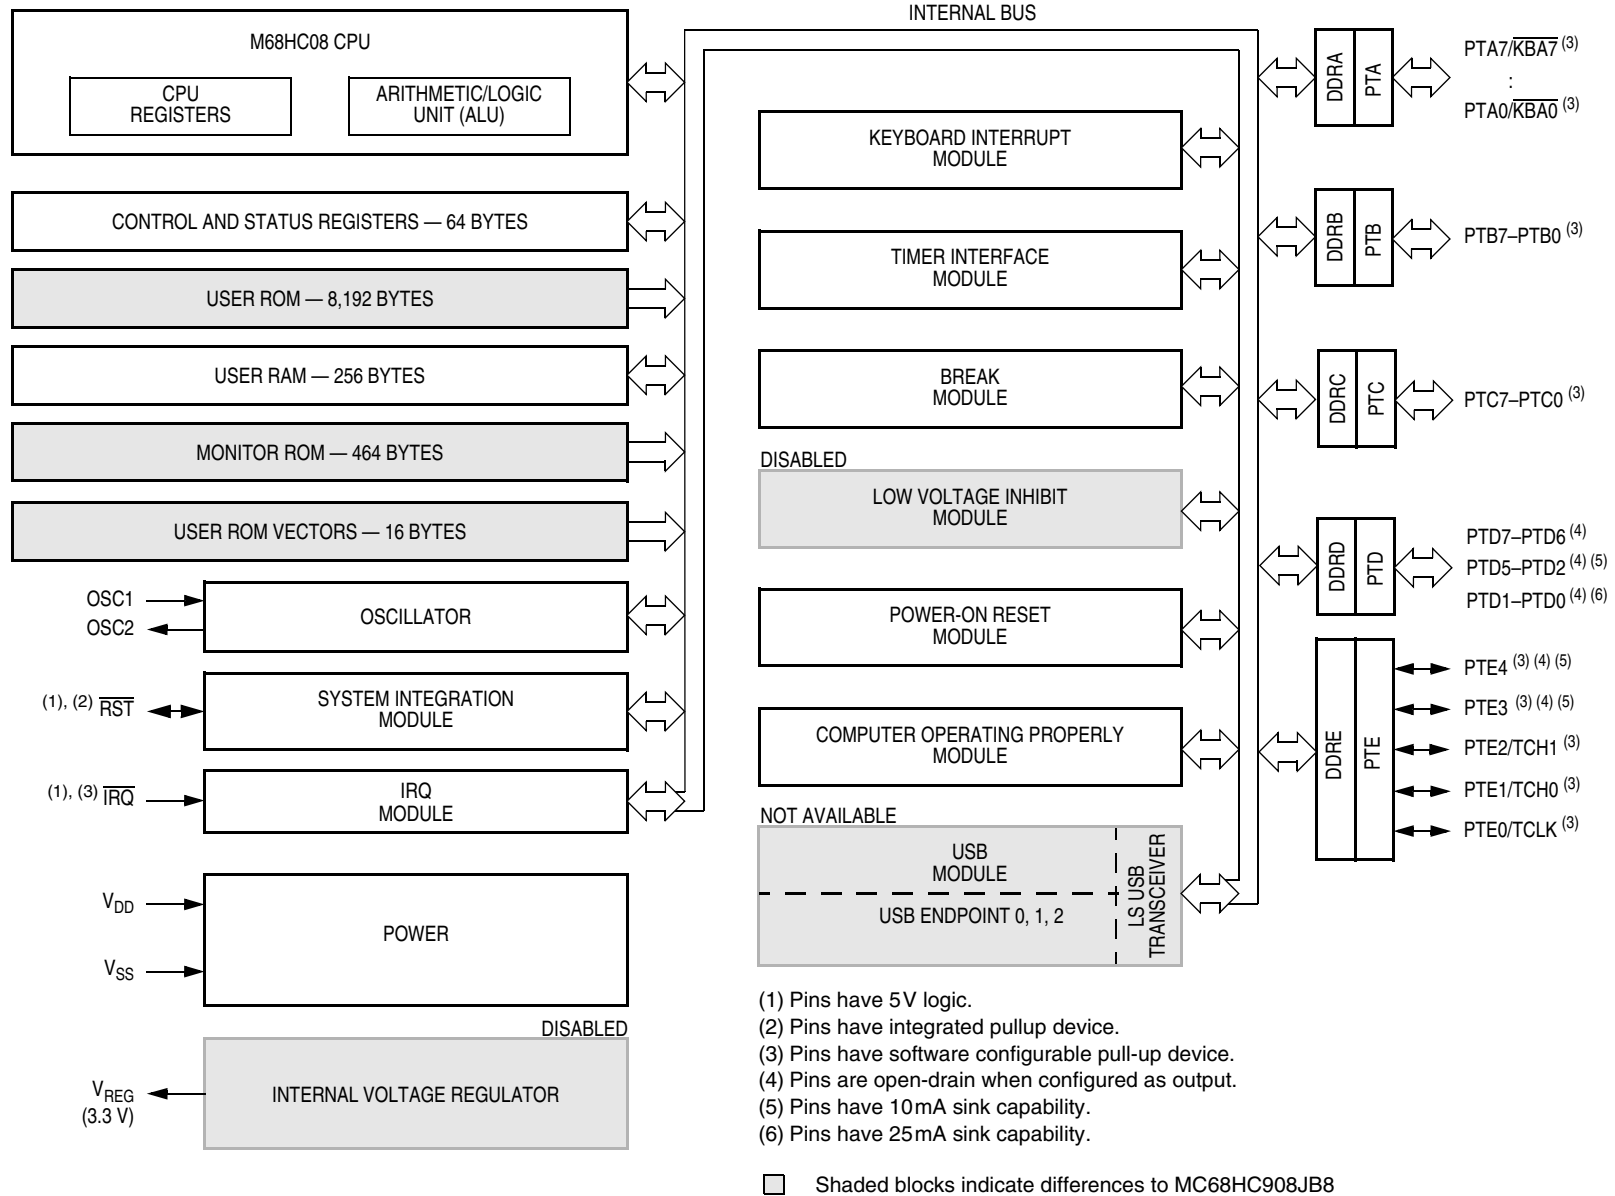 INTERNAL BUS
M68HC08 CPU
CPU
REGISTERS
ARITHMETIC/LOGIC
UNIT (ALU)
CONTROL AND STATUS REGISTERS — 64 BYTES
USER ROM — 8,192 BYTES
USER RAM — 256 BYTES
MONITOR ROM — 464 BYTES
USER ROM VECTORS — 16 BYTES
OSC1
OSC2
OSCILLATOR
(1), (2) RST
SYSTEM INTEGRATION
MODULE
(1), (3) IRQ
IRQ
MODULE
VDD
VSS
POWER
DISABLED
VREG
(3.3 V)
INTERNAL VOLTAGE REGULATOR
KEYBOARD INTERRUPT
MODULE
TIMER INTERFACE
MODULE
BREAK
MODULE
DISABLED
LOW VOLTAGE INHIBIT
MODULE
POWER-ON RESET
MODULE
COMPUTER OPERATING PROPERLY
MODULE
NOT AVAILABLE
USB
MODULE
USB ENDPOINT 0, 1, 2
LS USB
TRANSCEIVER
DDRA
PTA
PTA7/KBA7 (3)
:
PTA0/KBA0 (3)
DDRB
PTB
PTB7–PTB0 (3)
DDRC
PTC
PTC7–PTC0 (3)
DDRD
PTD
PTD7–PTD6 (4)
PTD5–PTD2 (4) (5)
PTD1–PTD0 (4) (6)
DDRE
PTE
PTE4 (3) (4) (5)
PTE3 (3) (4) (5)
PTE2/TCH1 (3)
PTE1/TCH0 (3)
PTE0/TCLK (3)
(1) Pins have 5V logic.
(2) Pins have integrated pullup device.
(3) Pins have software configurable pull-up device.
(4) Pins are open-drain when configured as output.
(5) Pins have 10mA sink capability.
(6) Pins have 25mA sink capability.
Shaded blocks indicate differences to MC68HC908JB8